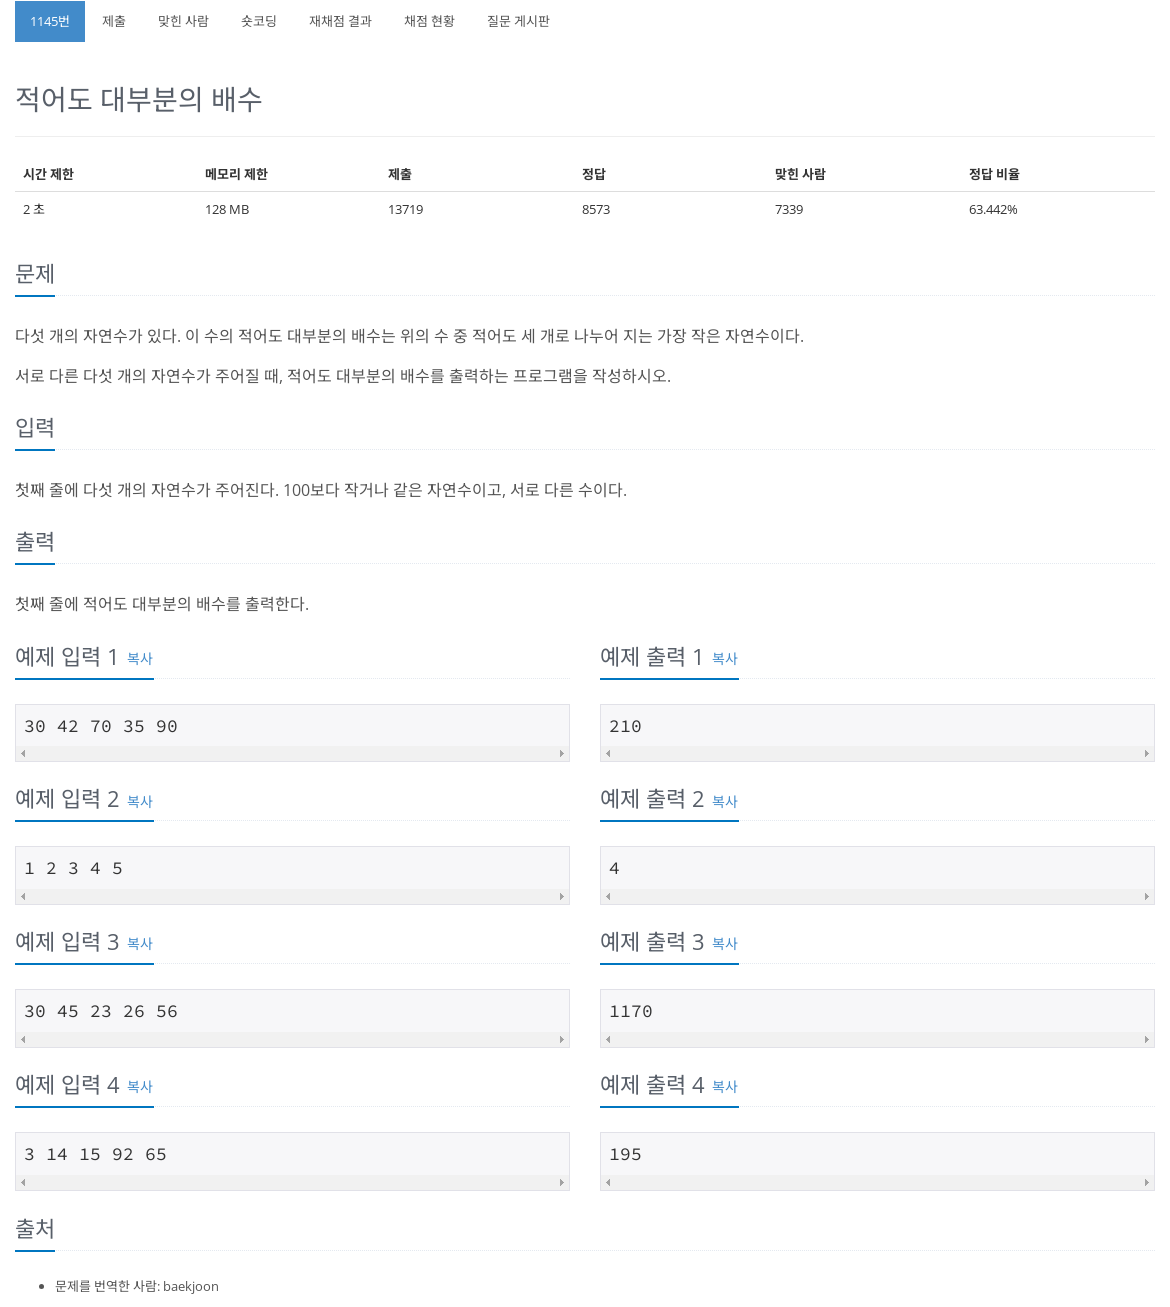 1145번 제출 맞힌 사람 숏코딩 재채점 결과 채점 현황 질문 게시판
적어도 대부분의 배수
시간 제한 메모리 제한 제출 정답 맞힌 사람 정답 비율
2 초 128 MB 13719 8573 7339 63.442%
문제
다섯 개의 자연수가 있다. 이 수의 적어도 대부분의 배수는 위의 수 중 적어도 세 개로 나누어 지는 가장 작은 자연수이다.
서로 다른 다섯 개의 자연수가 주어질 때, 적어도 대부분의 배수를 출력하는 프로그램을 작성하시오.
입력
첫째 줄에 다섯 개의 자연수가 주어진다. 100보다 작거나 같은 자연수이고, 서로 다른 수이다.
출력
첫째 줄에 적어도 대부분의 배수를 출력한다.
예제 입력 1 복사 예제 출력 1 복사
30 42 70 35 90 210
예제 입력 2 복사 예제 출력 2 복사
1 2 3 4 5 4
예제 입력 3 복사 예제 출력 3 복사
30 45 23 26 56 1170
예제 입력 4 복사 예제 출력 4 복사
3 14 15 92 65 195
출처
문제를 번역한 사람: baekjoon